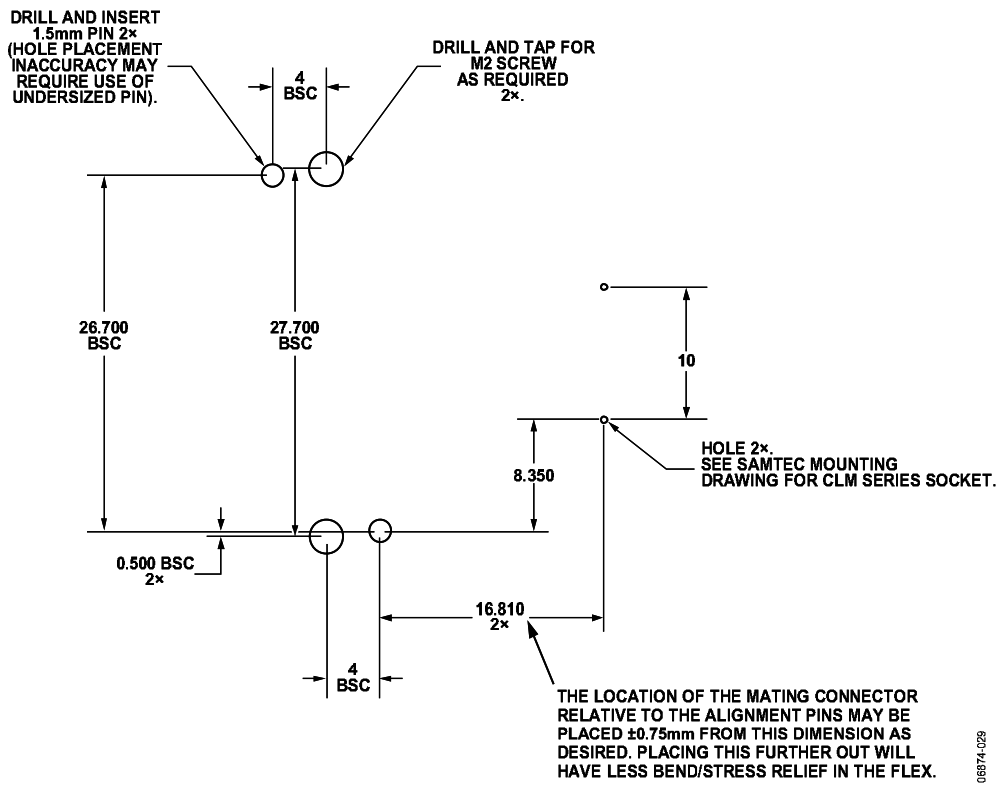 DRILL AND INSERT
1.5mm PIN 2×
(HOLE PLACEMENT
INACCURACY MAY
REQUIRE USE OF
UNDERSIZED PIN).
4
BSC
DRILL AND TAP FOR
M2 SCREW
AS REQUIRED
2×.
26.700
BSC
27.700
BSC
10
8.350
HOLE 2×.
SEE SAMTEC MOUNTING
DRAWING FOR CLM SERIES SOCKET.
0.500 BSC
2×
16.810
2×
4
BSC
THE LOCATION OF THE MATING CONNECTOR
RELATIVE TO THE ALIGNMENT PINS MAY BE
PLACED ±0.75mm FROM THIS DIMENSION AS
DESIRED. PLACING THIS FURTHER OUT WILL
HAVE LESS BEND/STRESS RELIEF IN THE FLEX.
06874-029